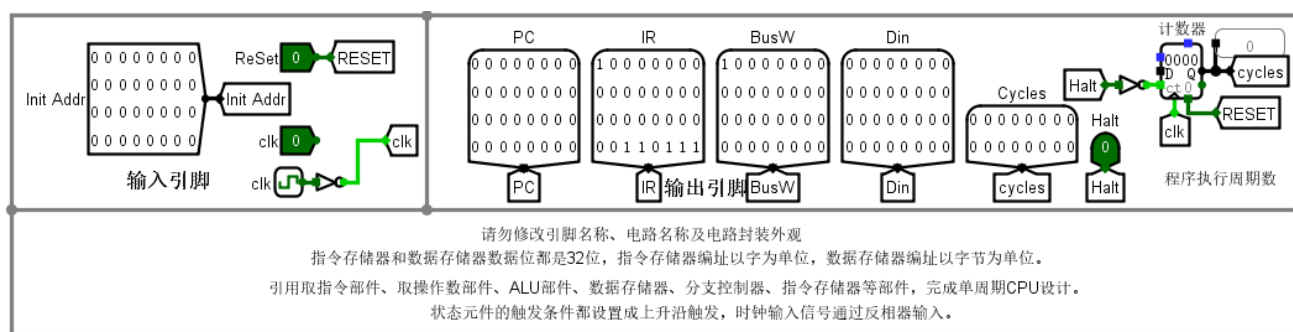 PC IR BusW Din 计数器
0
0 0 0 0 0 0 0 0
0 0 0 0 0 0 0 0
0 0 0 0 0 0 0 0
0 0 0 0 0 0 0 0
Init Addr
Init Addr
输入引脚
ReSet 0 RESET
clk 0 clk
clk
0 0 0 0 0 0 0 0
0 0 0 0 0 0 0 0
0 0 0 0 0 0 0 0
0 0 0 0 0 0 0 0
PC
1 0 0 0 0 0 0 0
0 0 0 0 0 0 0 0
0 0 0 0 0 0 0 0
0 0 1 1 0 1 1 1
IR
输出引脚
1 0 0 0 0 0 0 0
0 0 0 0 0 0 0 0
0 0 0 0 0 0 0 0
0 0 0 0 0 0 0 0
BusW
0 0 0 0 0 0 0 0
0 0 0 0 0 0 0 0
0 0 0 0 0 0 0 0
0 0 0 0 0 0 0 0
Din
Cycles
0 0 0 0 0 0 0 0
0 0 0 0 0 0 0 0
cycles
Halt
0
Halt
Halt
0000
D Q
ct 0
cycles
RESET
clk
程序执行周期数
请勿修改引脚名称、电路名称及电路封装外观
指令存储器和数据存储器数据位都是32位，指令存储器编址以字为单位，数据存储器编址以字节为单位。
引用取指令部件、取操作数部件、ALU部件、数据存储器、分支控制器、指令存储器等部件，完成单周期CPU设计。
状态元件的触发条件都设置成上升沿触发，时钟输入信号通过反相器输入。